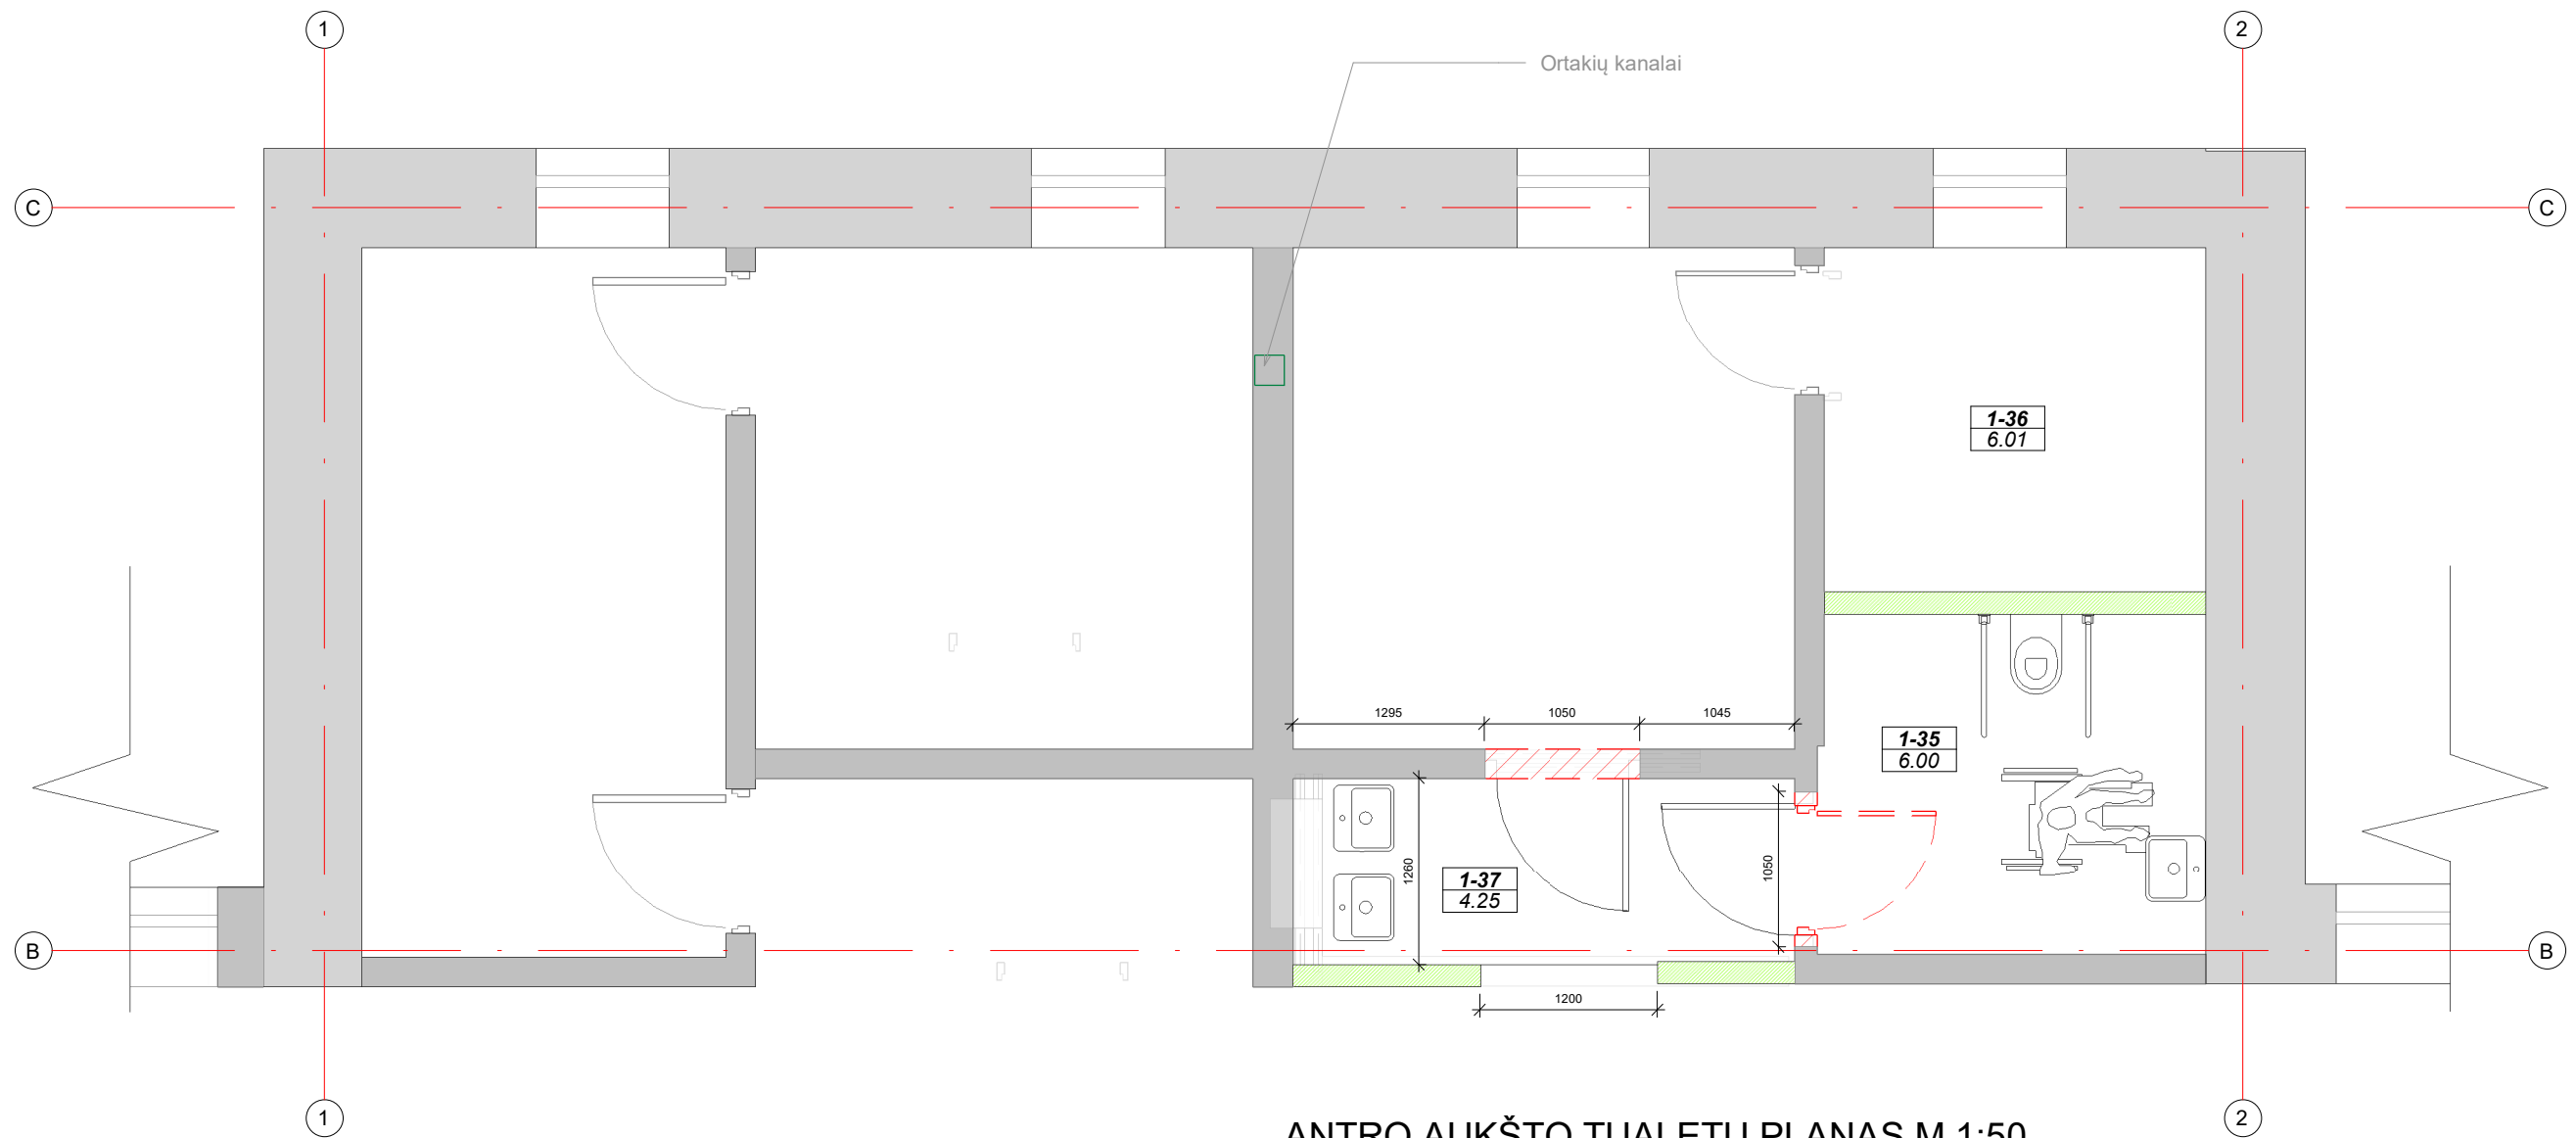 1
2
Ortakių kanalai
C
C
1-36
6.01
1295
1050
1045
1-35
6.00
1260
1050
1-37
4.25
B
B
1200
1
2
ANTRO AUKŠTO TUALETŲ PLANAS M 1:50